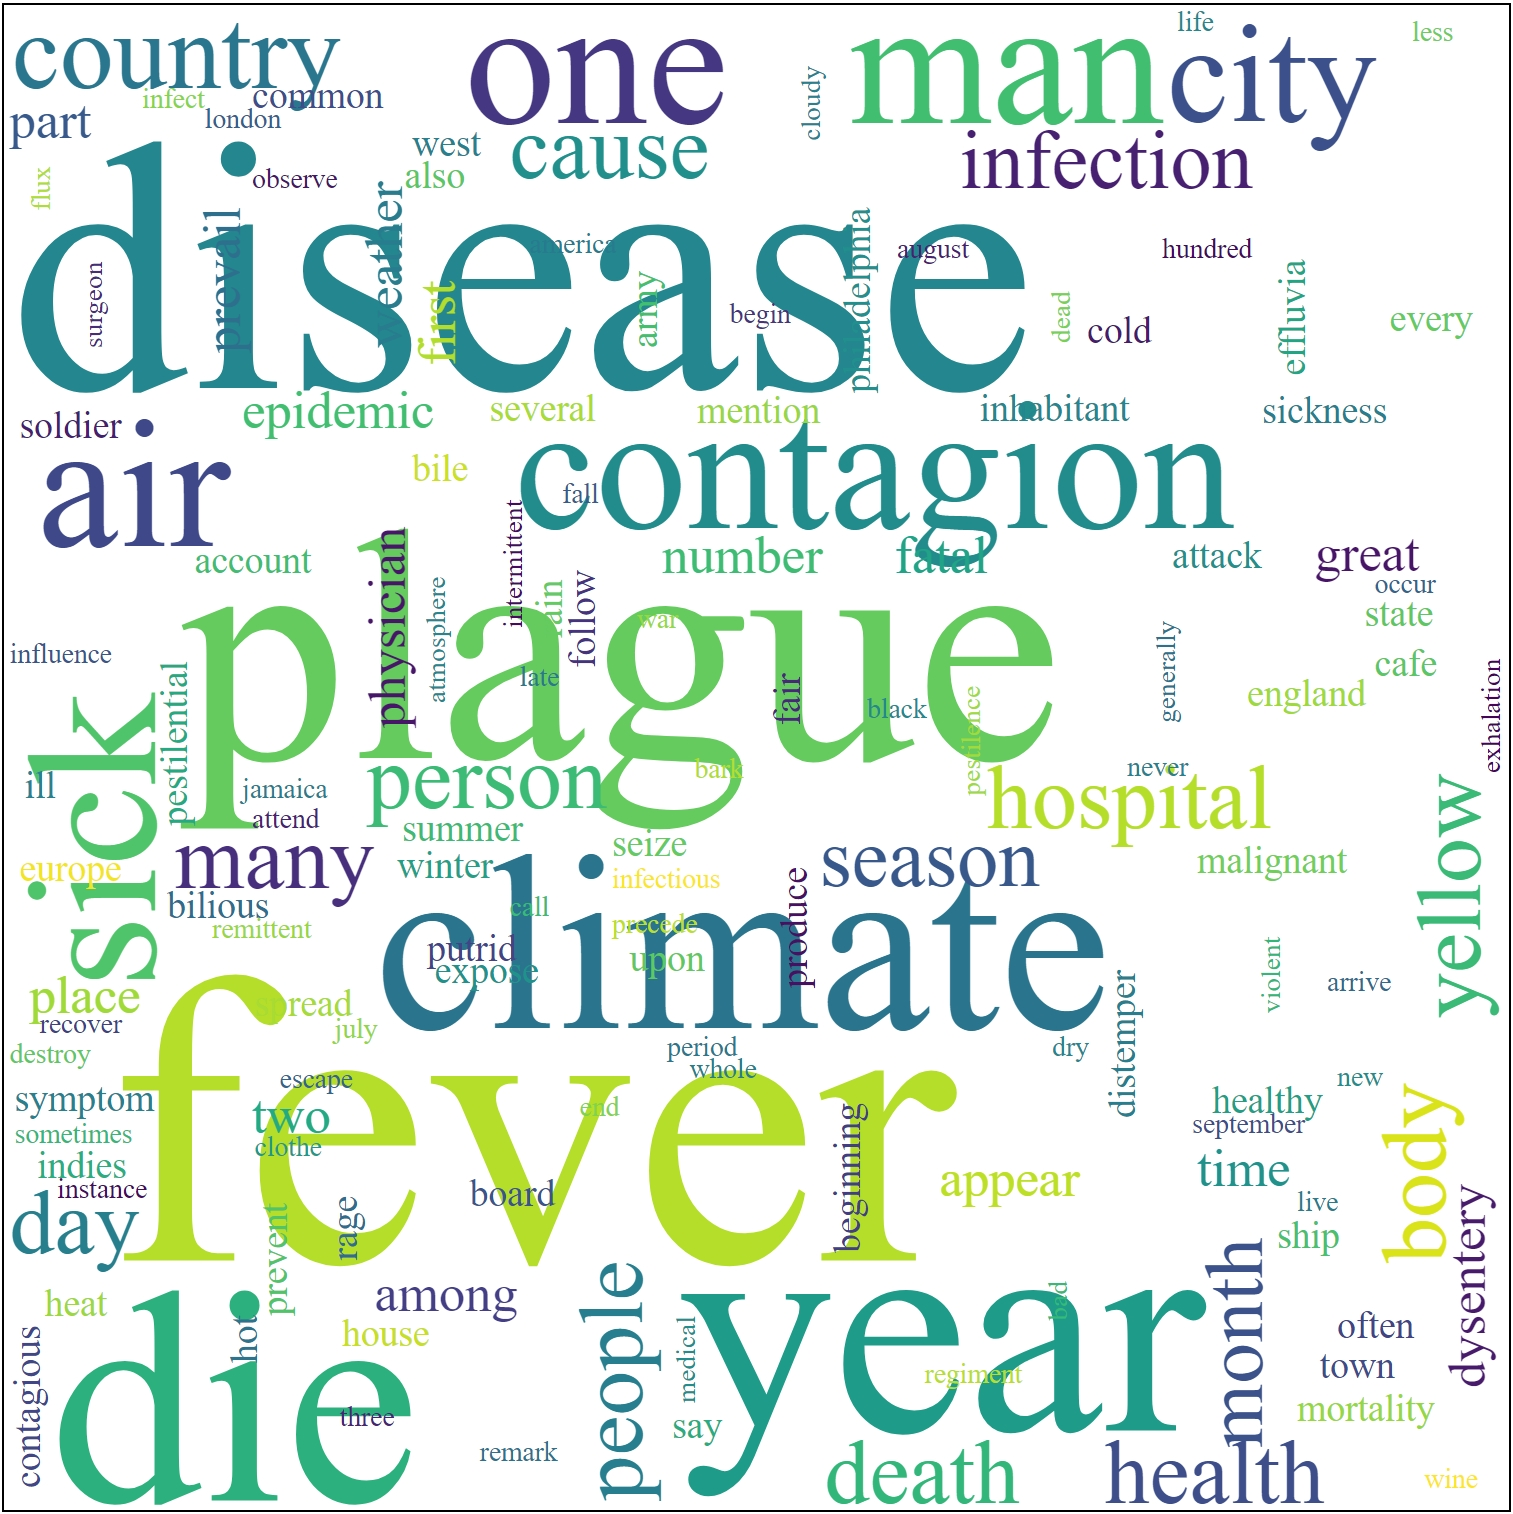 country
one
man
city
life
less
infect
common
cloudy
part
london
west
cause
infection
flux
observe
also
disease
surgeon
prevail
weather
first
america
army
begin
philadelphia
august
hundred
dead
cold
effluvia
every
soldier
epidemic
several
mention
inhabitant
sickness
air
bile
fall
contagion
account
physician
intermittent
number
fatal
attack
great
occur
atmosphere
rain
follow
war
state
influence
plague
late
fair
black
generally
cafe
england
exhalation
sick
pestilential
pestilence
ill
jamaica
person
bark
never
hospital
attend
summer
yellow
europe
many
winter
seize
infectious
season
malignant
bilious
remittent
call
precede
produce
putrid
expose
upon
climate
place
spread
violent
arrive
recover
july
distemper
destroy
period
whole
dry
symptom
escape
two
end
healthy
new
body
sometimes
clothe
fever
september
indies
instance
board
beginning
appear
time
live
day
prevent
rage
ship
dysentery
heat
hot
among
people
year
bad
month
house
medical
often
contagious
die
regiment
town
three
say
mortality
remark
death
health
wine